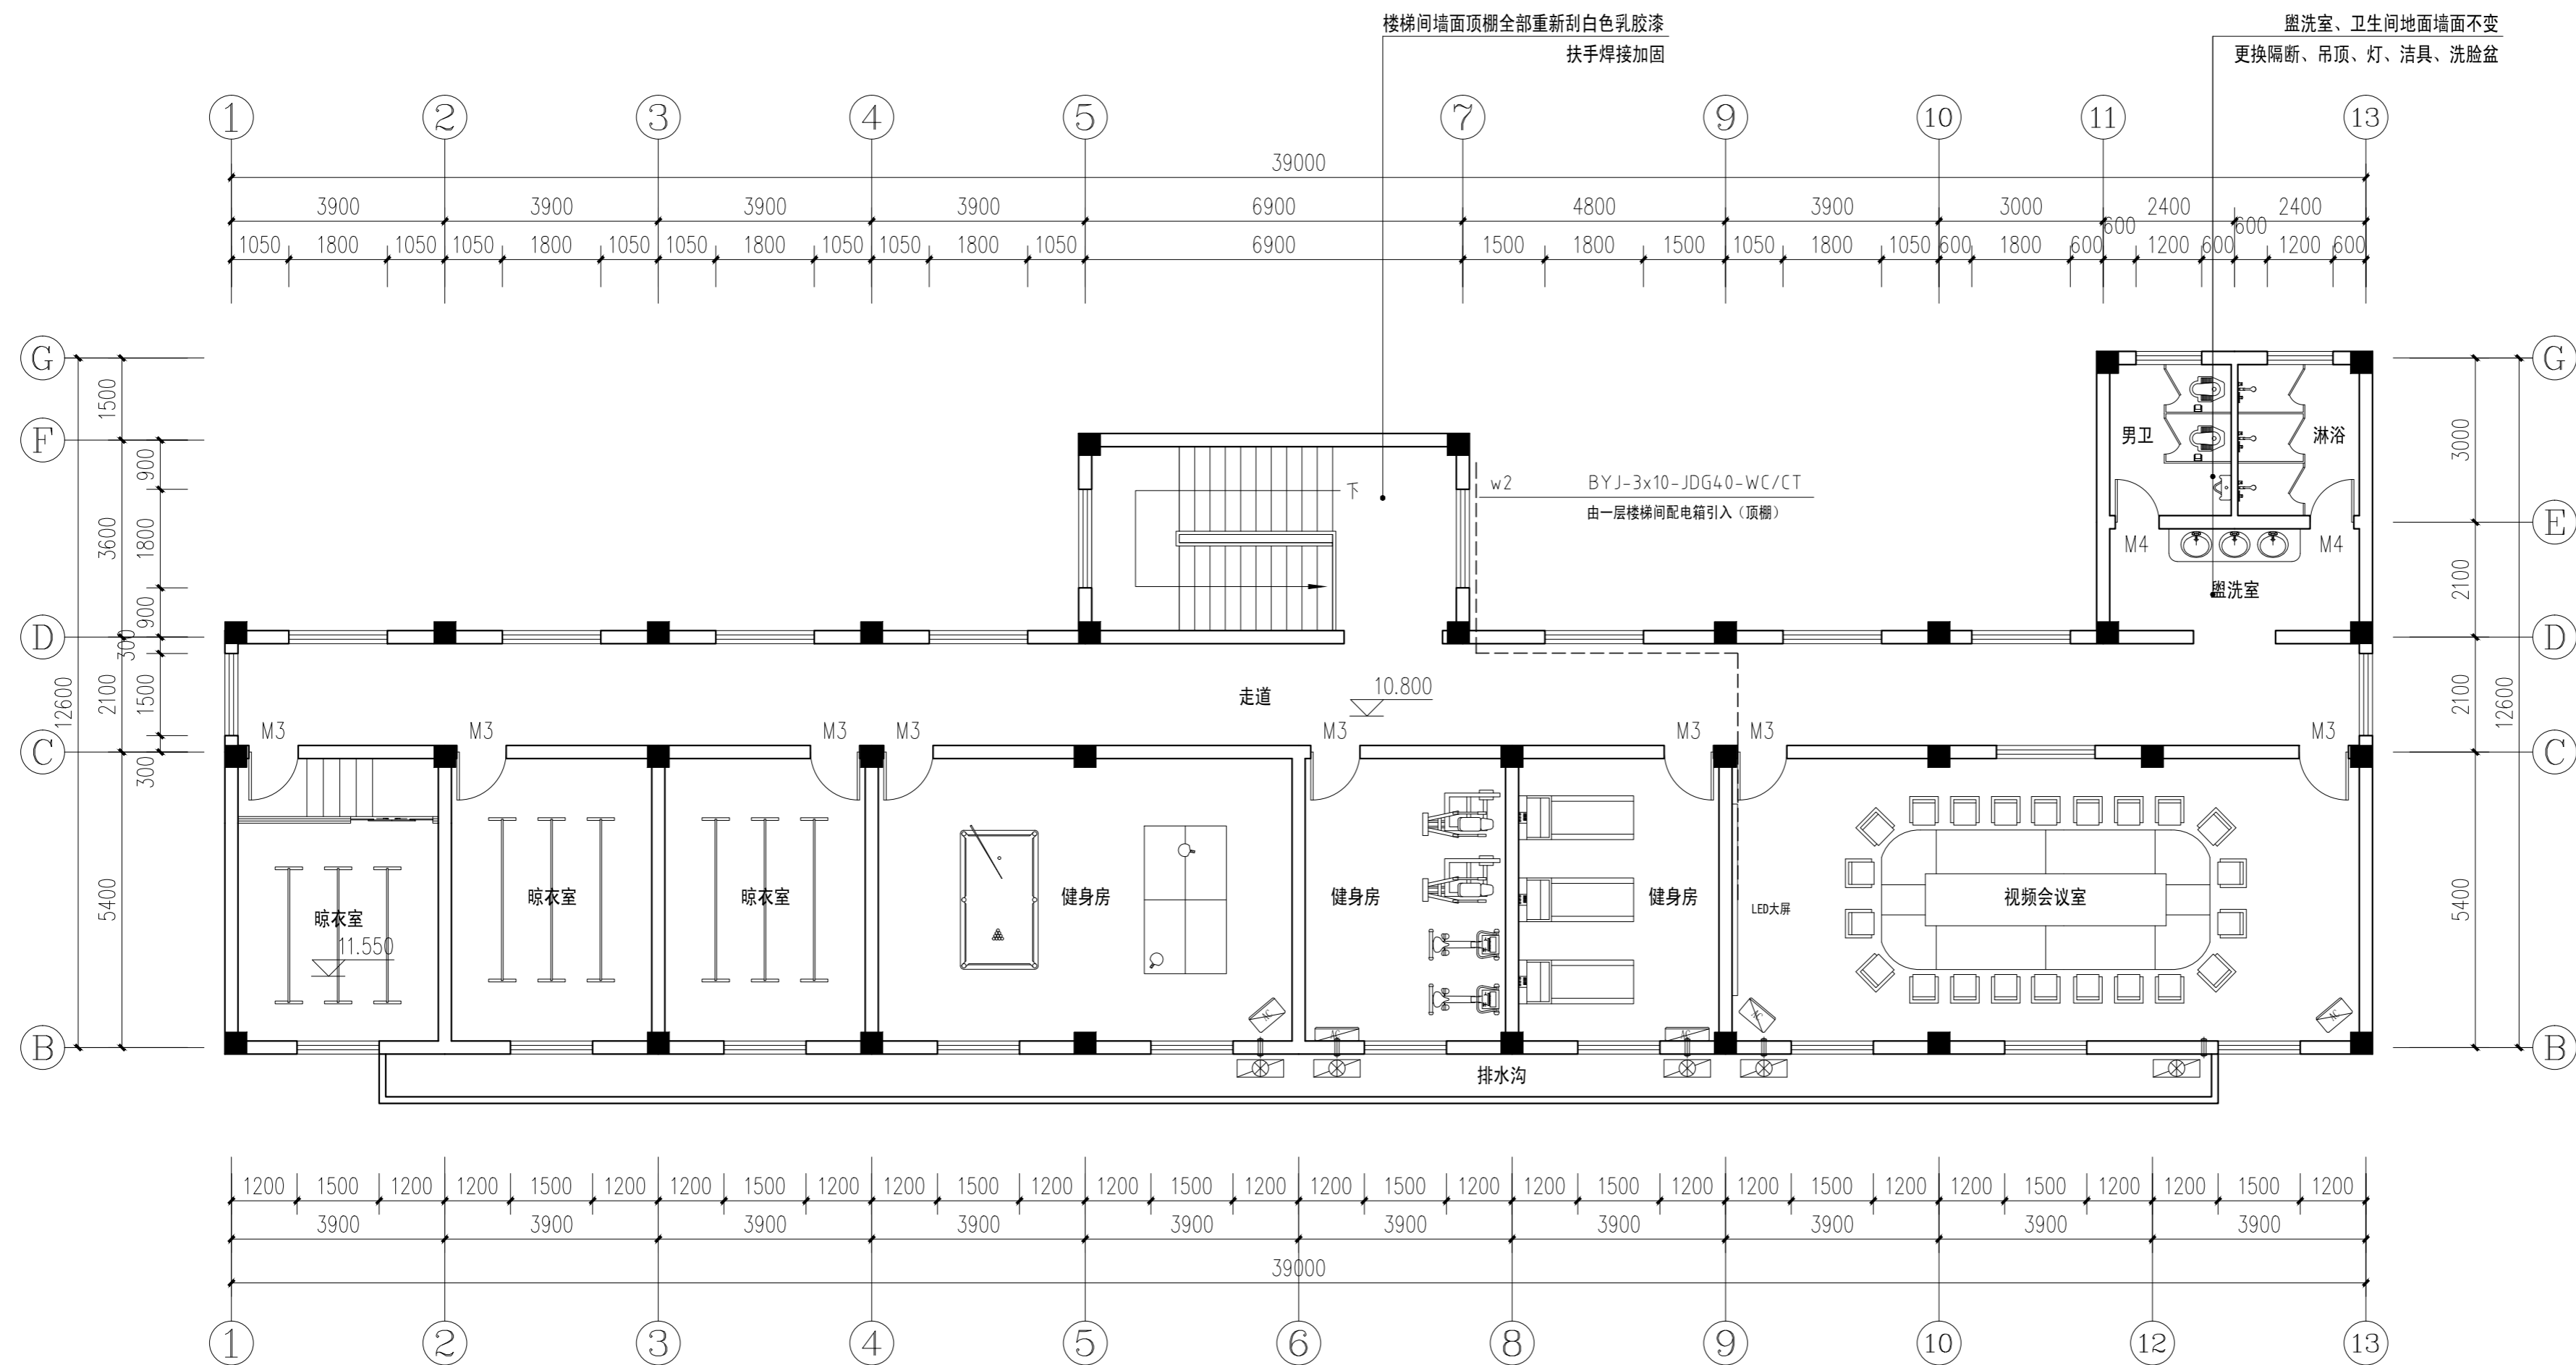 楼梯间墙面顶棚全部重新刮白色乳胶漆
扶手焊接加固
盥洗室、卫生间地面墙面不变
更换隔断、吊顶、灯、洁具、洗脸盆
1 2 3 4 5 7 9 10 11 13
39000
3900 3900 3900 3900 6900 4800 3900 3000 2400 2400
600 600
1050 1800 1050 1050 1800 1050 1050 1800 1050 1050 1800 1050 6900 1500 1800 1500 1050 1800 1050 600 1800 600 1200 600 1200 600
G G
1500
F
900
男卫 淋浴
3000
w2 BYJ-3x10-JDG40-WC/CT
下
由一层楼梯间配电箱引入（顶棚）
3600 1800
E
M4 M4
盥洗室
2100
900
D D
300
12600 2100 1500
走道
10.800
2100 12600
M3 M3 M3 M3 M3 M3 M3 M3
C C
300
5400
晾衣室
11.550
晾衣室
晾衣室
健身房
健身房
健身房
LED大屏
视频会议室
5400
AC AC AC AC AC
B B
排水沟
1200 1500 1200 1200 1500 1200 1200 1500 1200 1200 1500 1200 1200 1500 1200 1200 1500 1200 1200 1500 1200 1200 1500 1200 1200 1500 1200 1200 1500 1200
3900 3900 3900 3900 3900 3900 3900 3900 3900 3900
39000
1 2 3 4 5 6 8 9 10 12 13